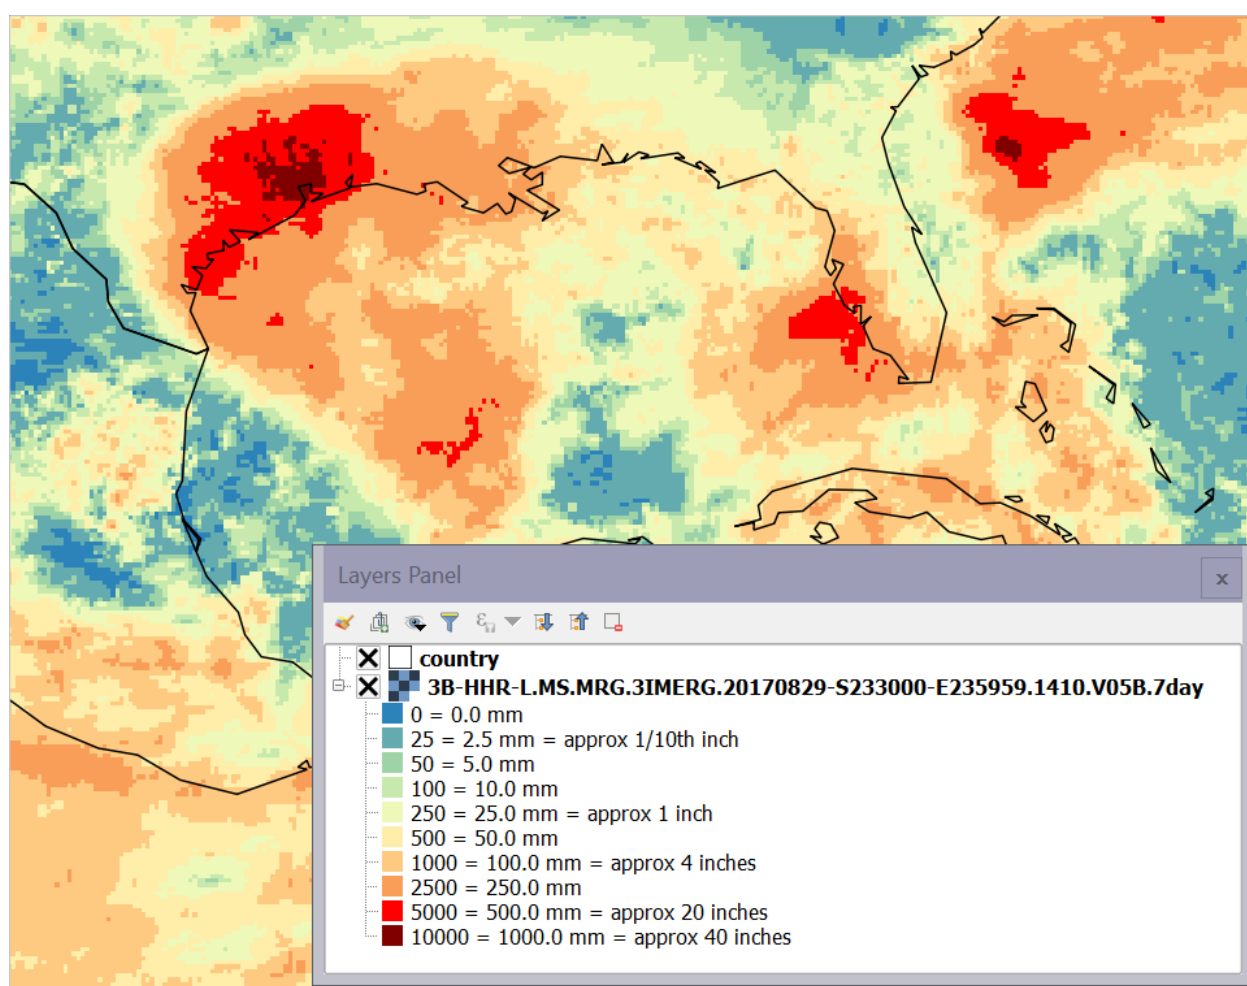 Layers Panel
x
country
3B-HHR-L.MS.MRG.3IMERG.20170829-S233000-E235959.1410.V05B.7day
0 = 0.0 mm
25 = 2.5 mm = approx 1/10th inch
50 = 5.0 mm
100 = 10.0 mm
250 = 25.0 mm = approx 1 inch
500 = 50.0 mm
1000 = 100.0 mm = approx 4 inches
2500 = 250.0 mm
5000 = 500.0 mm = approx 20 inches
10000 = 1000.0 mm = approx 40 inches